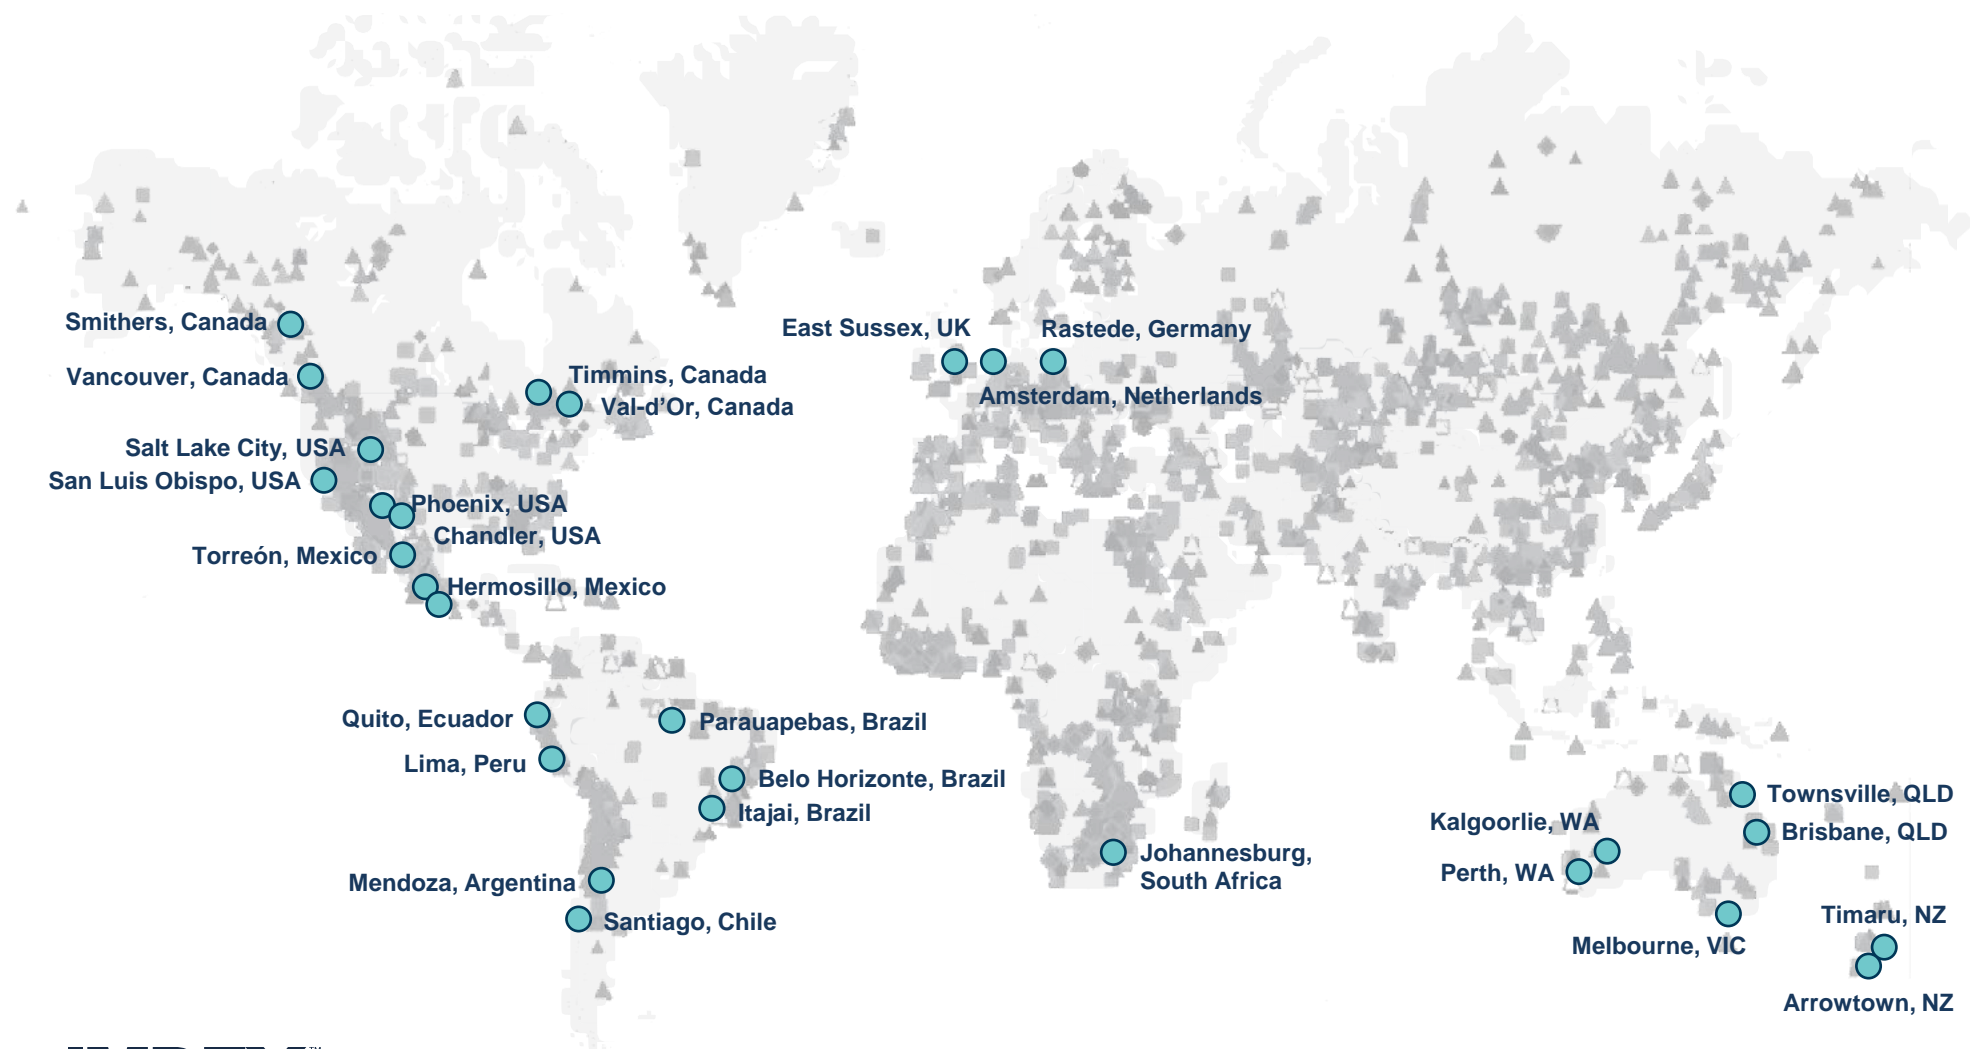 Smithers, Canada
East Sussex, UK
Rastede, Germany
Vancouver, Canada
Timmins, Canada
Amsterdam, Netherlands
Val-d’Or, Canada
Salt Lake City, USA
San Luis Obispo, USA
Phoenix, USA
Chandler, USA
Torreón, Mexico
Hermosillo, Mexico
Quito, Ecuador
Parauapebas, Brazil
Lima, Peru
Belo Horizonte, Brazil
Itajai, Brazil
Townsville, QLD
Kalgoorlie, WA
Brisbane, QLD
Johannesburg,
South Africa
Perth, WA
Mendoza, Argentina
Santiago, Chile
Timaru, NZ
Melbourne, VIC
Arrowtown, NZ